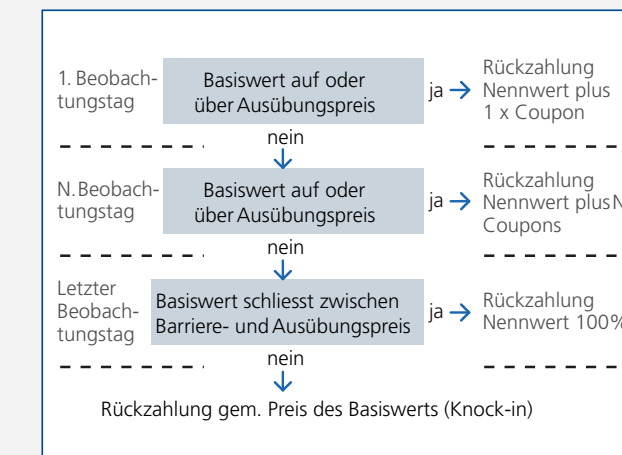 1. Beobach-
tungstag
Basiswert auf oder
über Ausübungspreis
ja
Rückzahlung
Nennwert plus
1 x Coupon
nein
N. Beobach-
tungstag
Basiswert auf oder
über Ausübungspreis
ja
Rückzahlung
Nennwert plus N
Coupons
nein
Letzter
Beobach-
tungstag
Basiswert schliesst zwischen
Barriere- und Ausübungspreis
ja
Rückzahlung
Nennwert 100%
nein
Rückzahlung gem. Preis des Basiswerts (Knock-in)